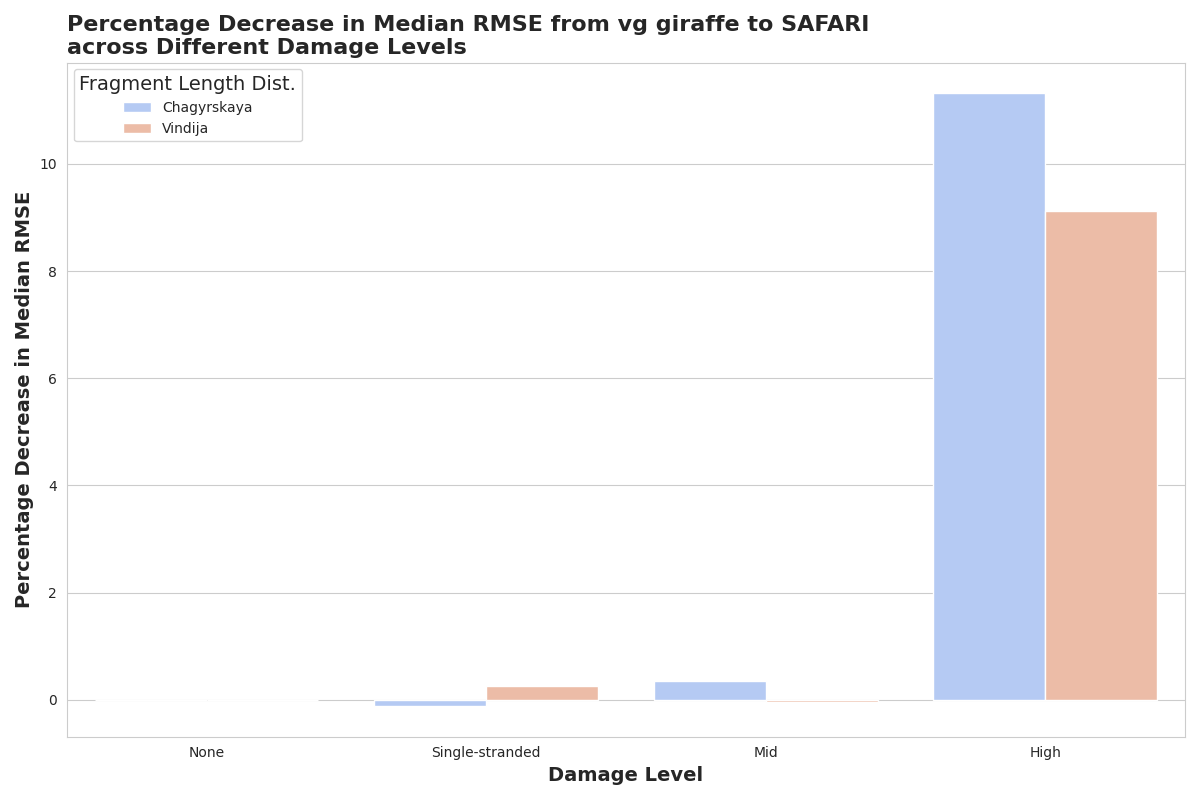 Percentage Decrease in Median RMSE from vg giraffe to SAFARI
across Different Damage Levels
Fragment Length Dist.
Chagyrskaya
Vindija
Percentage Decrease in Median RMSE
10
8
6
4
2
0
None
Single-stranded
Mid
High
Damage Level